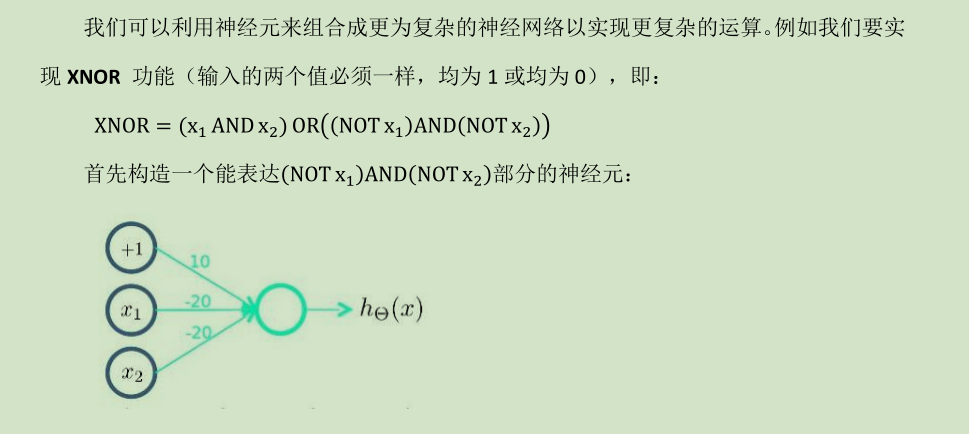 我们可以利用神经元来组合成更为复杂的神经网络以实现更复杂的运算。例如我们要实
现 XNOR 功能（输入的两个值必须一样，均为 1 或均为 0），即：
XNOR = (x₁ AND x₂) OR((NOT x₁)AND(NOT x₂))
首先构造一个能表达(NOT x₁)AND(NOT x₂)部分的神经元：
+1
10
x₁
-20
hΘ(x)
-20
x₂